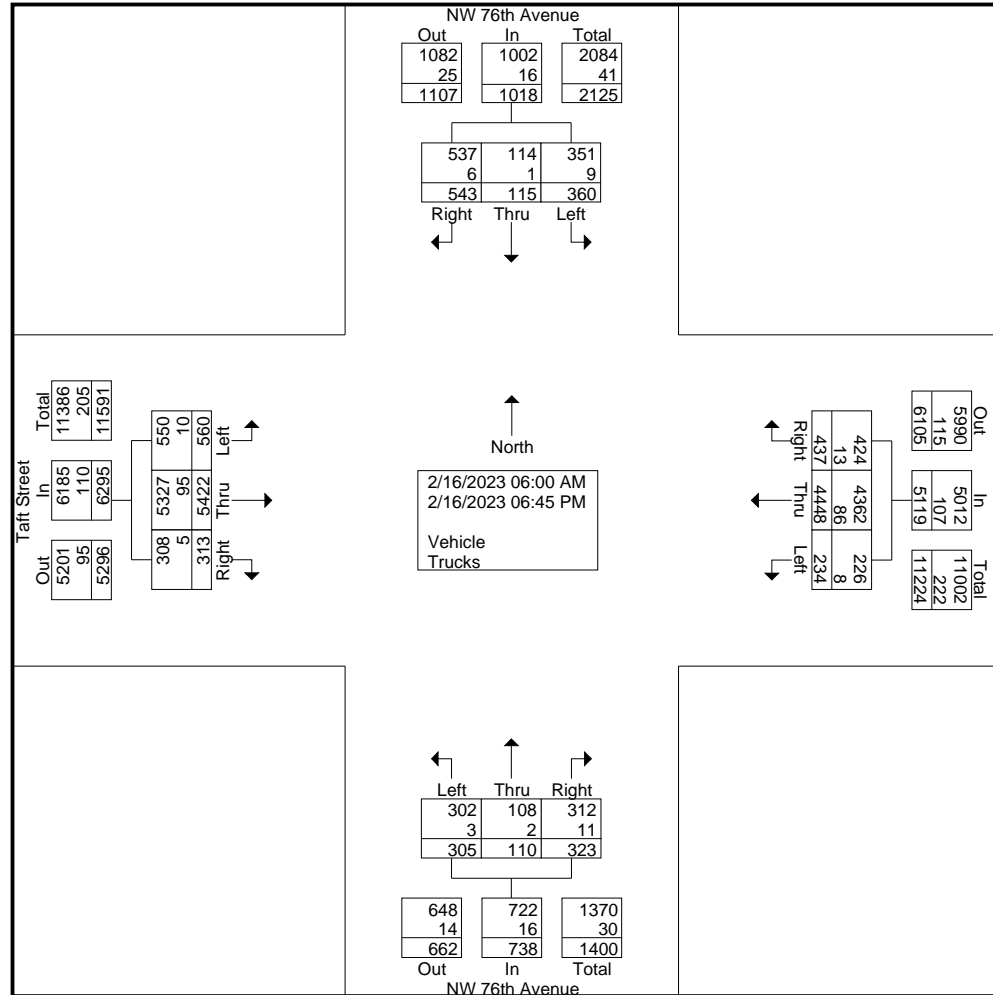 NW 76th Avenue
Out In Total
1082 1002 2084
25 16 41
1107 1018 2125
537 114 351
6 1 9
543 115 360
Right Thru Left
Taft Street
Total In Out
11386 6185 5201
205 110 95
11591 6295 5296
Left Thru Right
550 5327 308
10 95 5
560 5422 313
North
2/16/2023 06:00 AM
2/16/2023 06:45 PM
Vehicle
Trucks
Right Thru Left
424 4362 226
13 86 8
437 4448 234
Out In Total
5990 5012 11002
115 107 222
6105 5119 11224
Left Thru Right
302 108 312
3 2 11
305 110 323
648 722 1370
14 16 30
662 738 1400
Out In Total
NW 76th Avenue